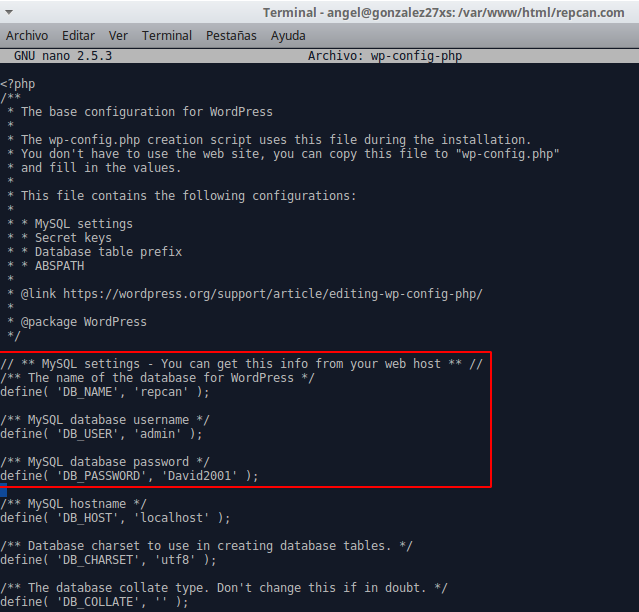 Terminal - angel@gonzalez27xs: /var/www/html/repcan.com
Archivo Editar Ver Terminal Pestañas Ayuda
GNU nano 2.5.3 Archivo: wp-config-php
<?php
/**
 * The base configuration for WordPress
 *
 * The wp-config.php creation script uses this file during the installation.
 * You don't have to use the web site, you can copy this file to "wp-config.php"
 * and fill in the values.
 *
 * This file contains the following configurations:
 *
 * * MySQL settings
 * * Secret keys
 * * Database table prefix
 * * ABSPATH
 *
 * @link https://wordpress.org/support/article/editing-wp-config-php/
 *
 * @package WordPress
 */
// ** MySQL settings - You can get this info from your web host ** //
/** The name of the database for WordPress */
define( 'DB_NAME', 'repcan' );
/** MySQL database username */
define( 'DB_USER', 'admin' );
/** MySQL database password */
define( 'DB_PASSWORD', 'David2001' );
/** MySQL hostname */
define( 'DB_HOST', 'localhost' );
/** Database charset to use in creating database tables. */
define( 'DB_CHARSET', 'utf8' );
/** The database collate type. Don't change this if in doubt. */
define( 'DB_COLLATE', '' );